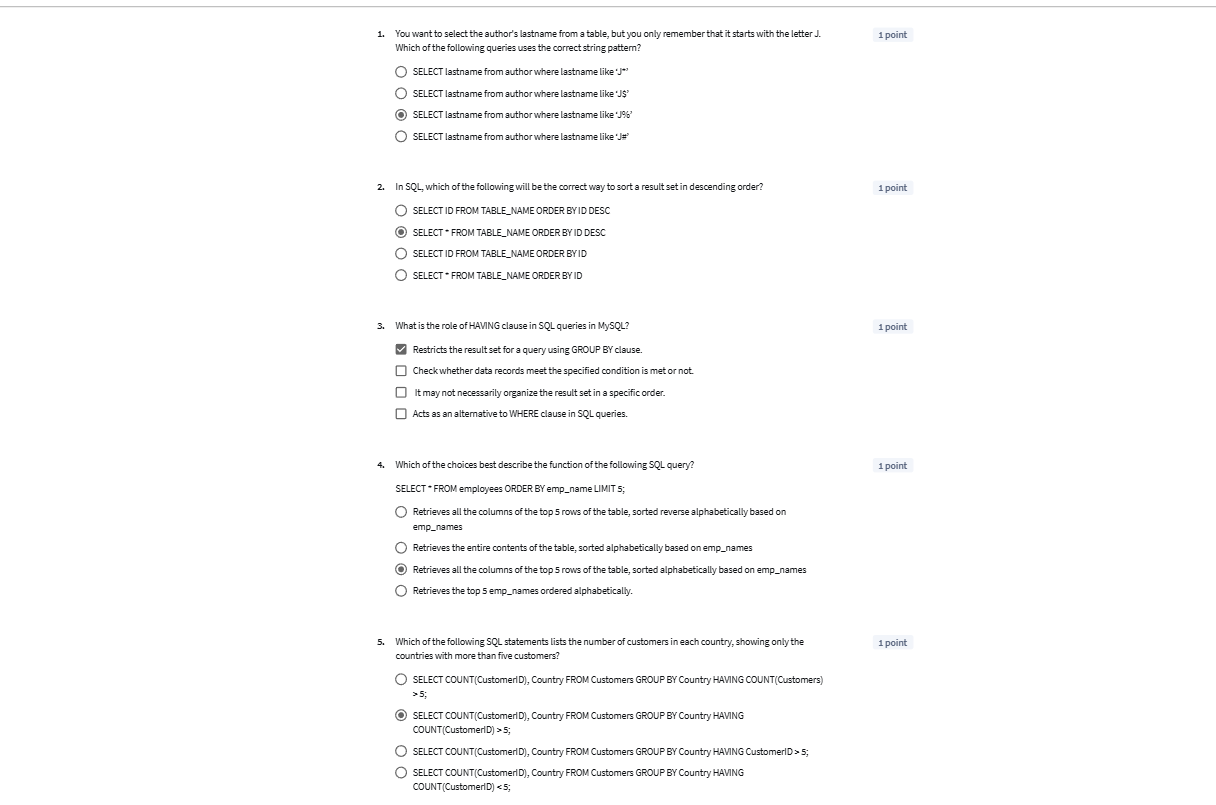 1. You want to select the author's lastname from a table, but you only remember that it starts with the letter J. 1 point
Which of the following queries uses the correct string pattern?
SELECT lastname from author where lastname like 'J*'
SELECT lastname from author where lastname like 'J$'
SELECT lastname from author where lastname like 'J%'
SELECT lastname from author where lastname like 'J#'
2. In SQL, which of the following will be the correct way to sort a result set in descending order? 1 point
SELECT ID FROM TABLE_NAME ORDER BY ID DESC
SELECT * FROM TABLE_NAME ORDER BY ID DESC
SELECT ID FROM TABLE_NAME ORDER BY ID
SELECT * FROM TABLE_NAME ORDER BY ID
3. What is the role of HAVING clause in SQL queries in MySQL? 1 point
Restricts the result set for a query using GROUP BY clause.
Check whether data records meet the specified condition is met or not.
It may not necessarily organize the result set in a specific order.
Acts as an alternative to WHERE clause in SQL queries.
4. Which of the choices best describe the function of the following SQL query? 1 point
SELECT * FROM employees ORDER BY emp_name LIMIT 5;
Retrieves all the columns of the top 5 rows of the table, sorted reverse alphabetically based on
emp_names
Retrieves the entire contents of the table, sorted alphabetically based on emp_names
Retrieves all the columns of the top 5 rows of the table, sorted alphabetically based on emp_names
Retrieves the top 5 emp_names ordered alphabetically.
5. Which of the following SQL statements lists the number of customers in each country, showing only the 1 point
countries with more than five customers?
SELECT COUNT(CustomerID), Country FROM Customers GROUP BY Country HAVING COUNT(Customers)
> 5;
SELECT COUNT(CustomerID), Country FROM Customers GROUP BY Country HAVING
COUNT(CustomerID) > 5;
SELECT COUNT(CustomerID), Country FROM Customers GROUP BY Country HAVING CustomerID > 5;
SELECT COUNT(CustomerID), Country FROM Customers GROUP BY Country HAVING
COUNT(CustomerID) < 5;